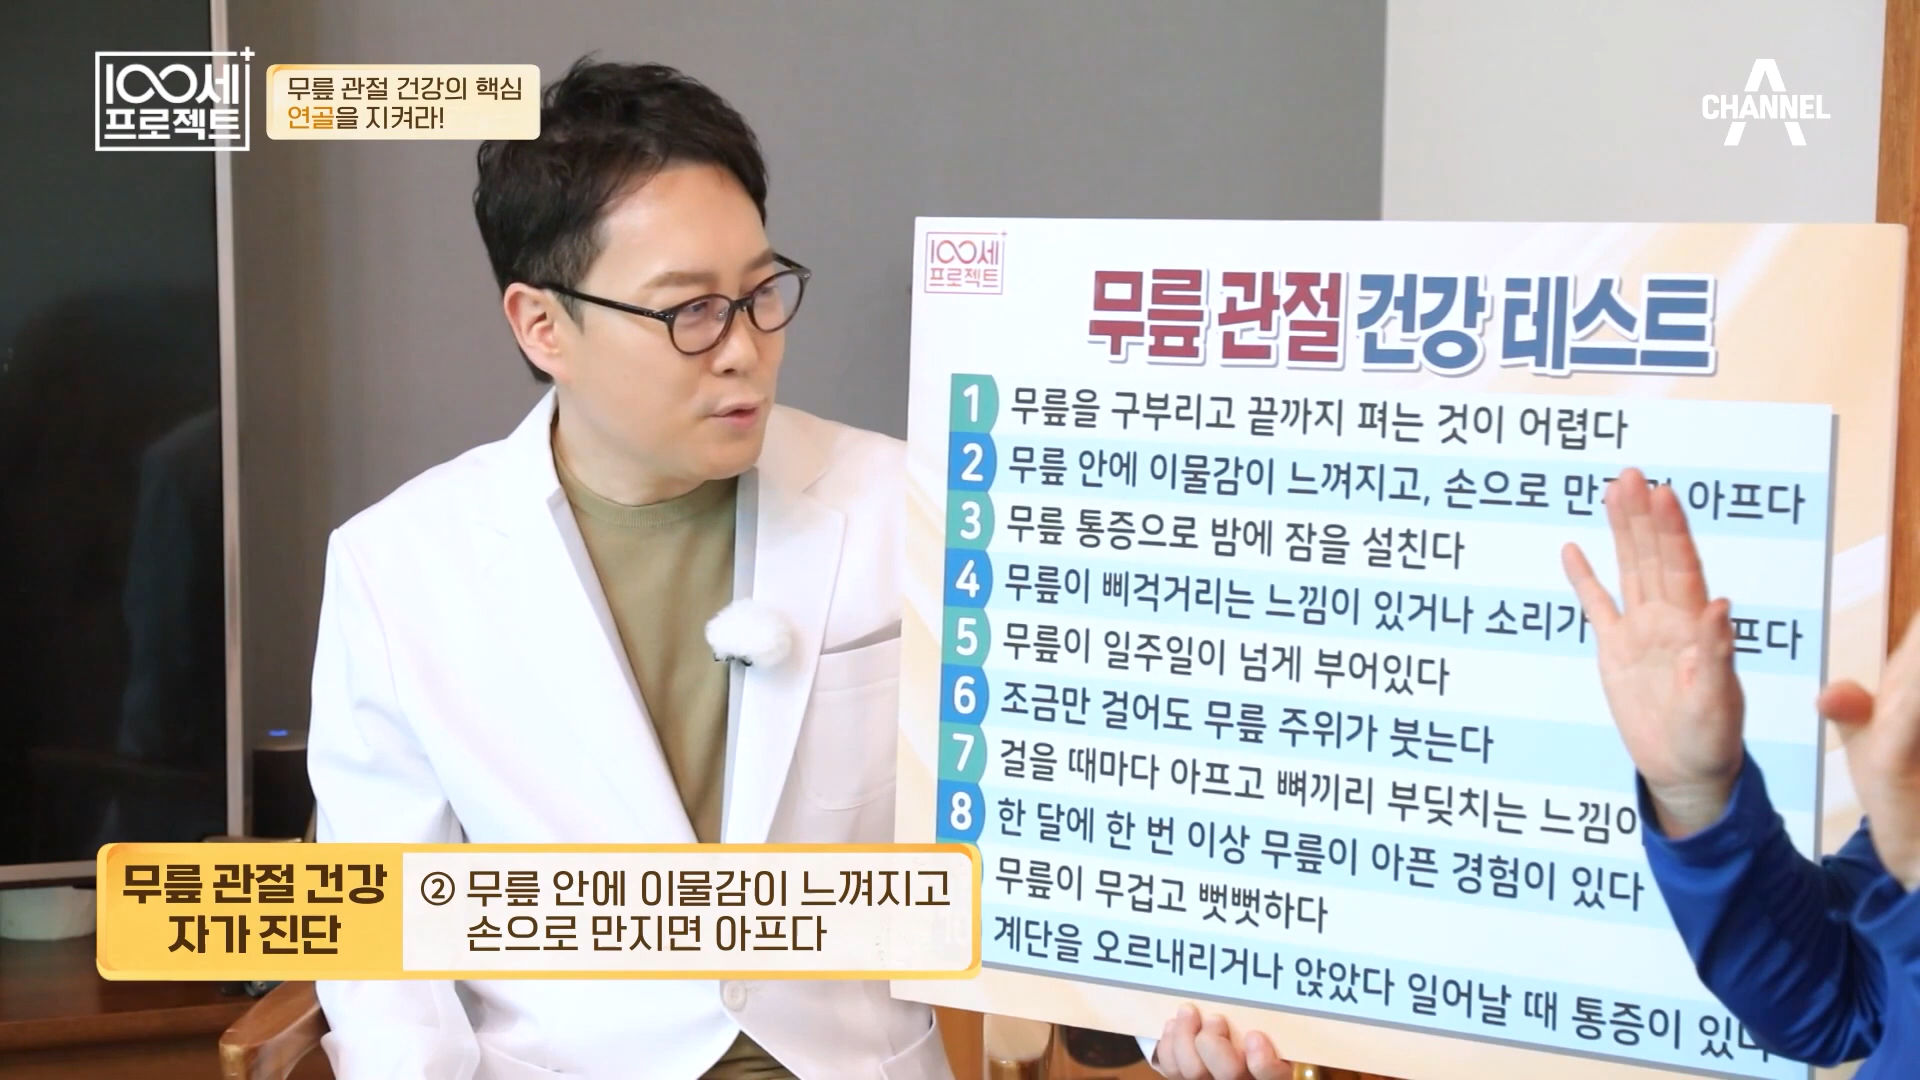 100세+
프로젝트
무릎 관절 건강의 핵심
연골을 지켜라!
CHANNEL A
100세+
프로젝트
무릎 관절 건강 테스트
1 무릎을 구부리고 끝까지 펴는 것이 어렵다
2 무릎 안에 이물감이 느껴지고, 손으로 아프다
3 무릎 통증으로 밤에 잠을 설친다
4 무릎이 삐걱거리는 느낌이 있거나 소리가
5 무릎이 일주일이 넘게 부어있다
6 조금만 걸어도 무릎 주위가 붓는다
7 걸을 때마다 아프고 뼈끼리 부딪치는 느낌이
8 한 달에 한 번 이상 무릎이 아픈 경험이 있다
무릎이 무겁고 뻣뻣하다
계단을 오르내리거나 앉았다 일어날 때 통증이 있다
무릎 관절 건강
자가 진단
② 무릎 안에 이물감이 느껴지고
손으로 만지면 아프다